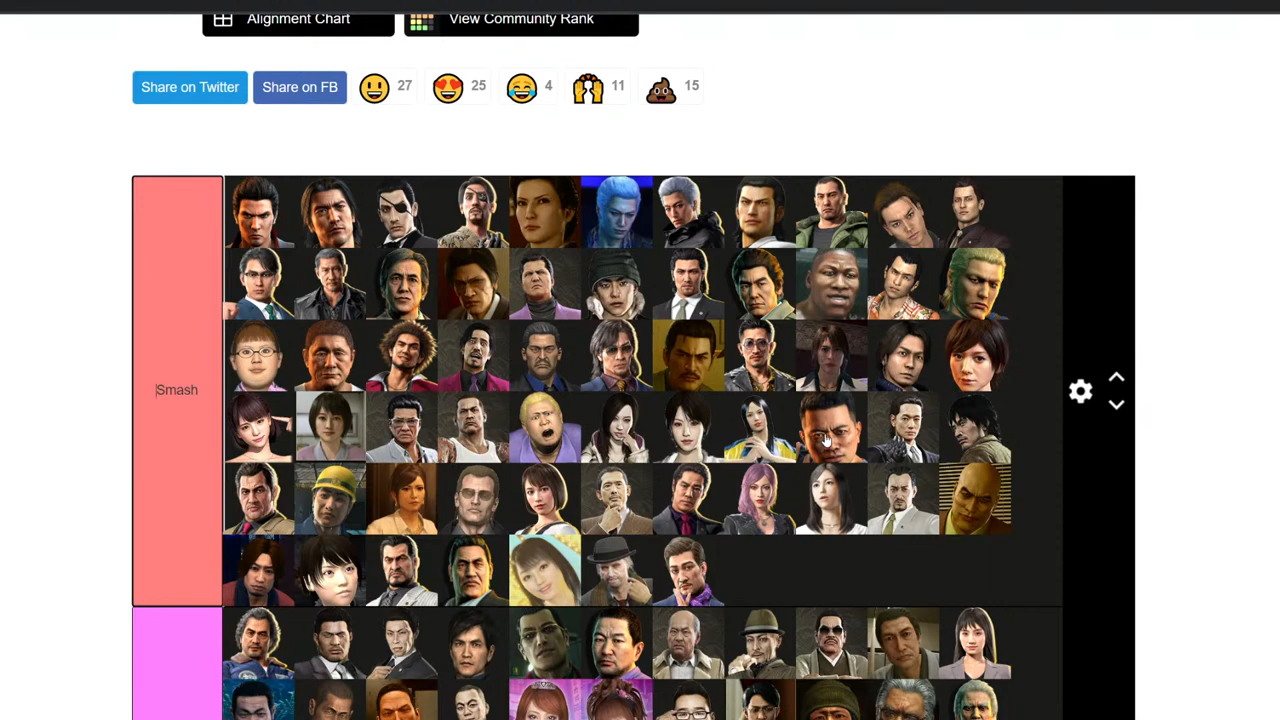 Alignment Chart
View Community Rank
Share on Twitter
Share on FB
27
25
4
11
15
Smash